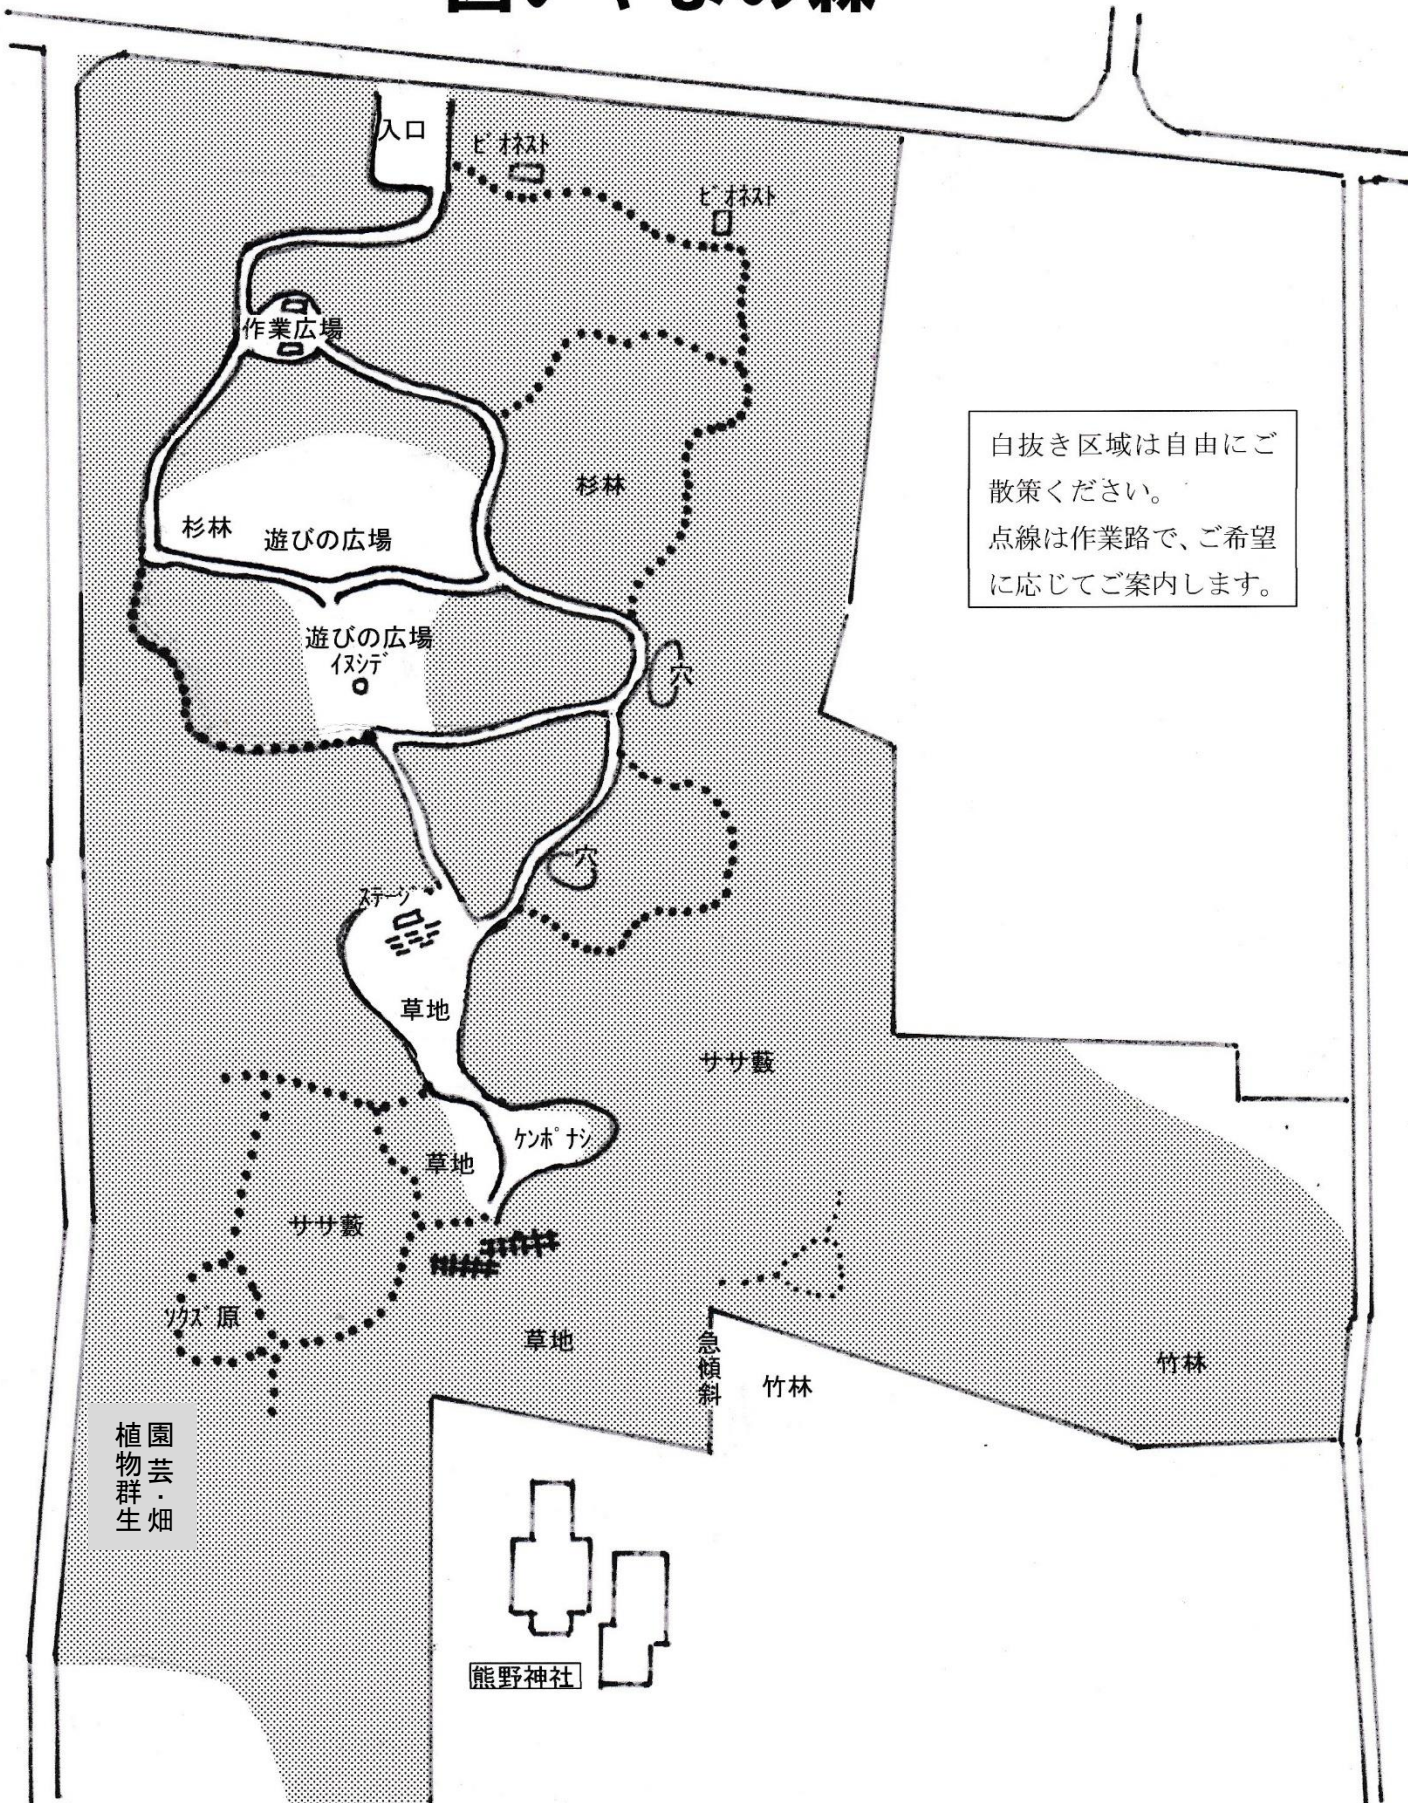 入口
ビオネスト
ビオネスト
作業広場
白抜き区域は自由にご
散策ください。
点線は作業路で、ご希望
に応じてご案内します。
杉林
杉林
遊びの広場
遊びの広場
イヌシデ
穴
穴
ステージ
草地
ササ藪
ケンポナシ
草地
ササ藪
ソクズ原
草地
急傾斜
竹林
竹林
園芸・畑
植物群生
熊野神社